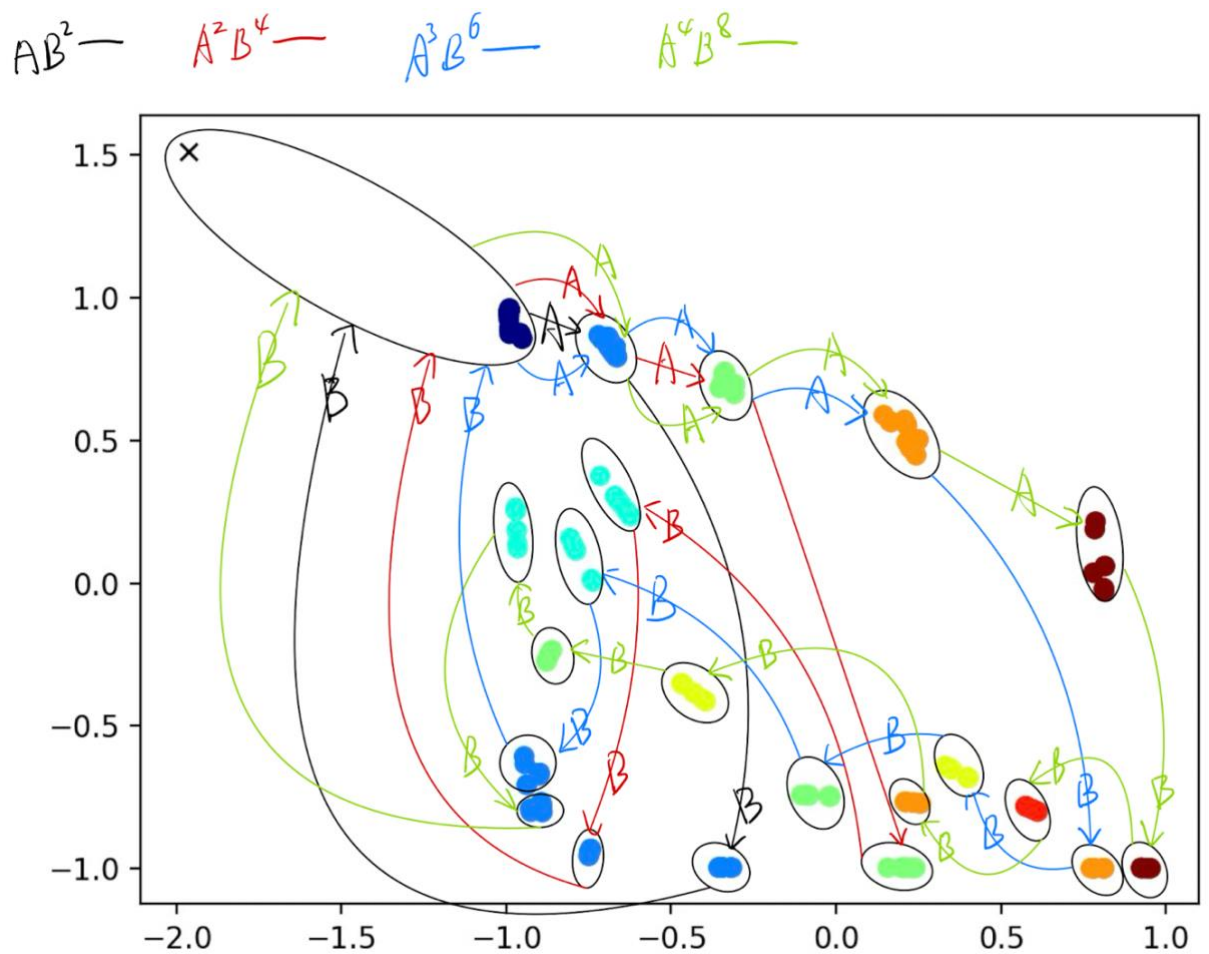 AB²— A²B⁴— A³B⁶— A⁴B⁸—
1.5
A
1.0
A A A A
B A A A
B A
B B A
0.5
A
B
B
0.0
B
B B B
−0.5
B B
B B B B B
B B B
−1.0
−2.0 −1.5 −1.0 −0.5 0.0 0.5 1.0